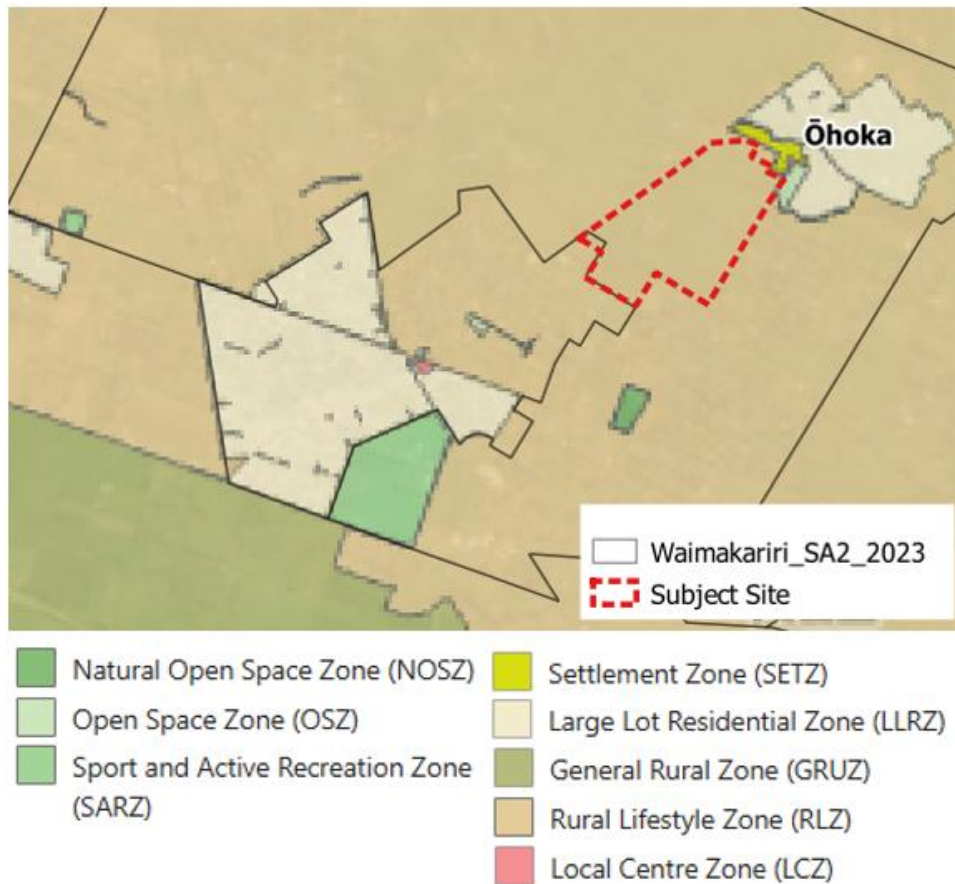 Ōhoka
Waimakariri_SA2_2023
Subject Site
Natural Open Space Zone (NOSZ)
Open Space Zone (OSZ)
Sport and Active Recreation Zone
(SARZ)
Settlement Zone (SETZ)
Large Lot Residential Zone (LLRZ)
General Rural Zone (GRUZ)
Rural Lifestyle Zone (RLZ)
Local Centre Zone (LCZ)